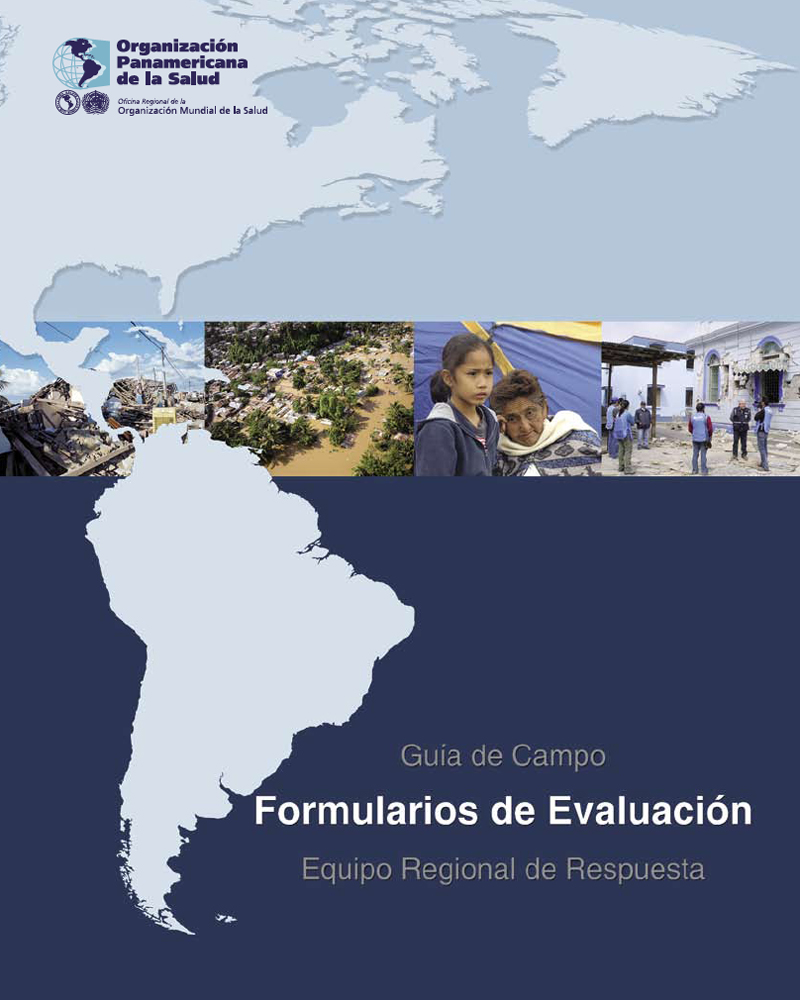 Organización
Panamericana
de la Salud
Oficina Regional de la
Organización Mundial de la Salud
Guía de Campo
Formularios de Evaluación
Equipo Regional de Respuesta